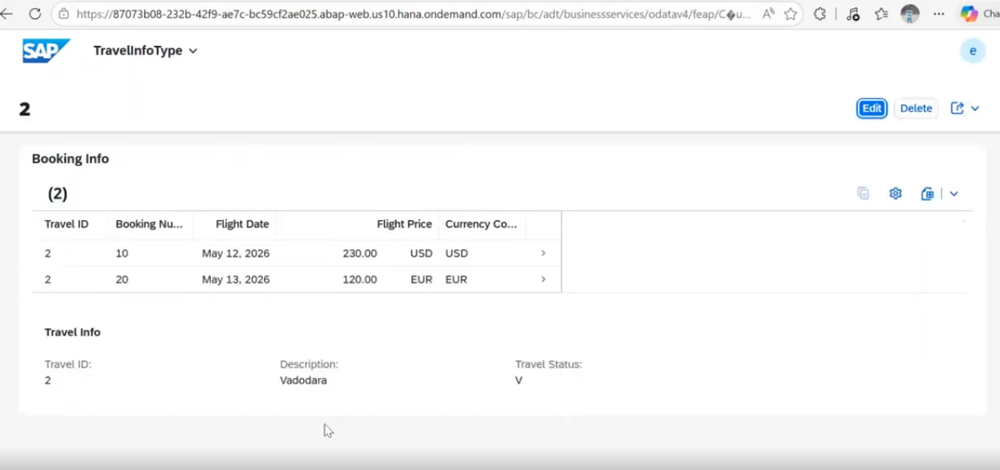 https://87073b08-232b-42f9-ae7c-bc59cf2ae025.abap-web.us10.hana.ondemand.com/sap/bc/adt/businessservices/odatav4/feap/C�u...
Cha
SAP TravelInfoType e
2 Edit Delete
Booking Info
(2)
Travel ID Booking Nu... Flight Date Flight Price Currency Co...
2 10 May 12, 2026 230.00 USD USD
2 20 May 13, 2026 120.00 EUR EUR
Travel Info
Travel ID: Description: Travel Status:
2 Vadodara V